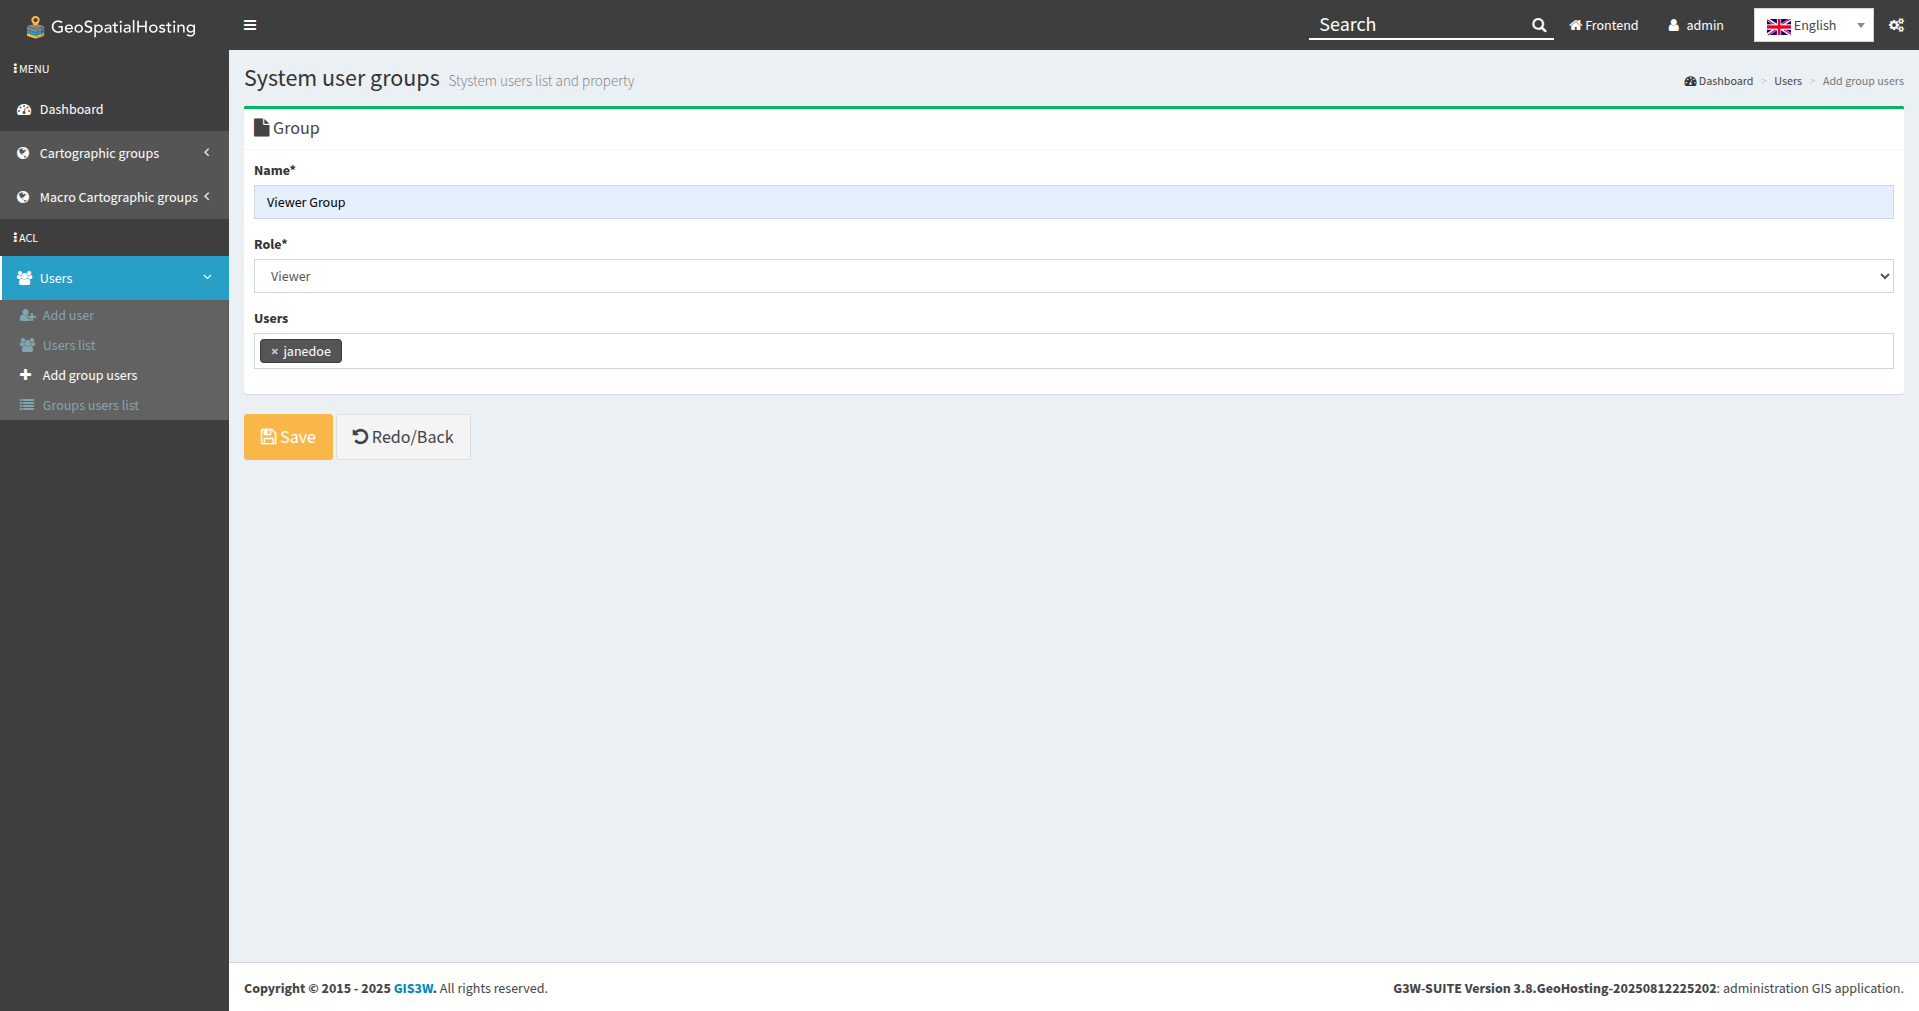 GeoSpatialHosting
Search
Frontend
admin
English
MENU
Dashboard
Cartographic groups
Macro Cartographic groups
ACL
Users
Add user
Users list
Add group users
Groups users list
System user groups Stystem users list and property
Dashboard > Users > Add group users
Group
Name*
Viewer Group
Role*
Viewer
Users
× janedoe
Save
Redo/Back
Copyright © 2015 - 2025 GIS3W. All rights reserved.
G3W-SUITE Version 3.8.GeoHosting-20250812225202: administration GIS application.